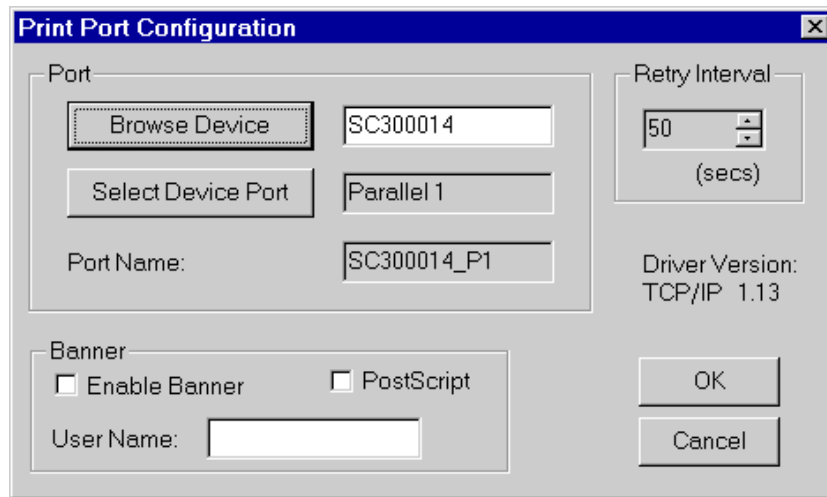 Print Port Configuration
Port
Browse Device
SC300014
Select Device Port
Parallel 1
Port Name:
SC300014_P1
Retry Interval
50
(secs)
Driver Version:
TCP/IP 1.13
Banner
Enable Banner
PostScript
User Name:
OK
Cancel